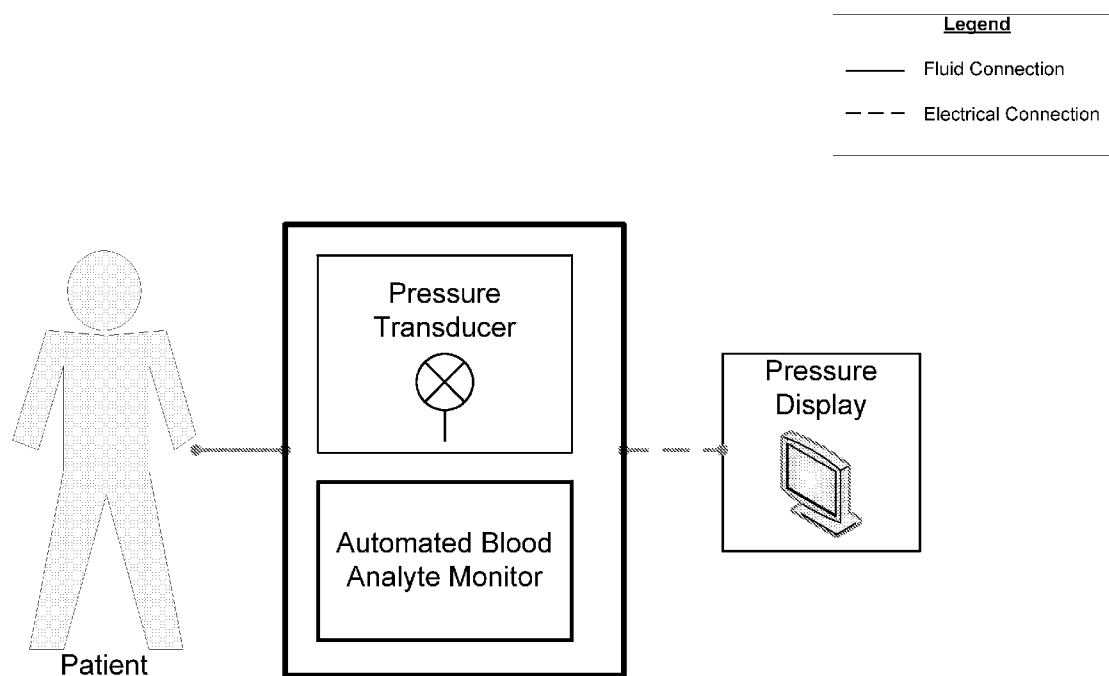 Legend
Fluid Connection
Electrical Connection
Pressure
Transducer
Pressure
Display
Automated Blood
Analyte Monitor
Patient